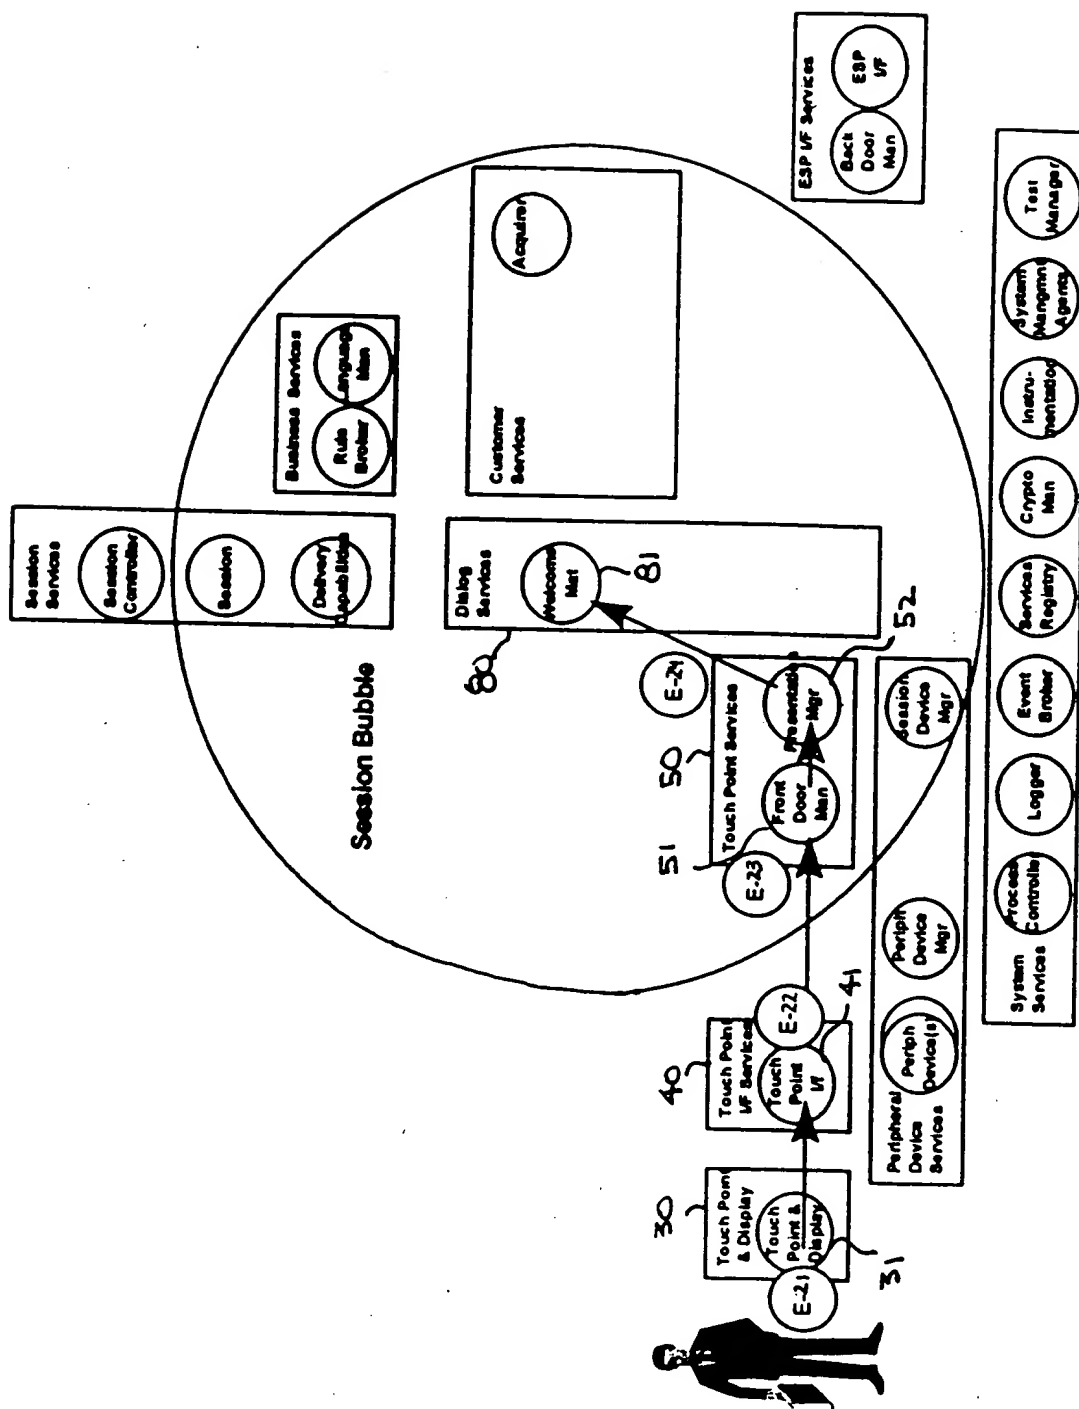 Session
Services
Session
Controller
Session
Delivery
Capabilities
Business Services
Rule
Broker
Language
Man
Session Bubble
Customer
Services
Acquirer
Dialog
Services
Welcome
Mat
80
81
ESP I/F Services
Back
Door
Man
ESP
I/F
30
Touch Point
& Display
Touch
Point &
Display
E-21
31
40
Touch Point
I/F Services
Touch
Point
I/f
E-22
41
50
Touch Point Services
51
Front
Door
Man
E-23
Presentation
Mgr
E-24
52
Peripheral
Device
Services
Periph
Device(s)
Periph
Device
Mgr
Session
Device
Mgr
System
Services
Process
Controller
Logger
Event
Broker
Services
Registry
Crypto
Man
Instru-
mentation
System
Mangmnt
Agents
Test
Manager